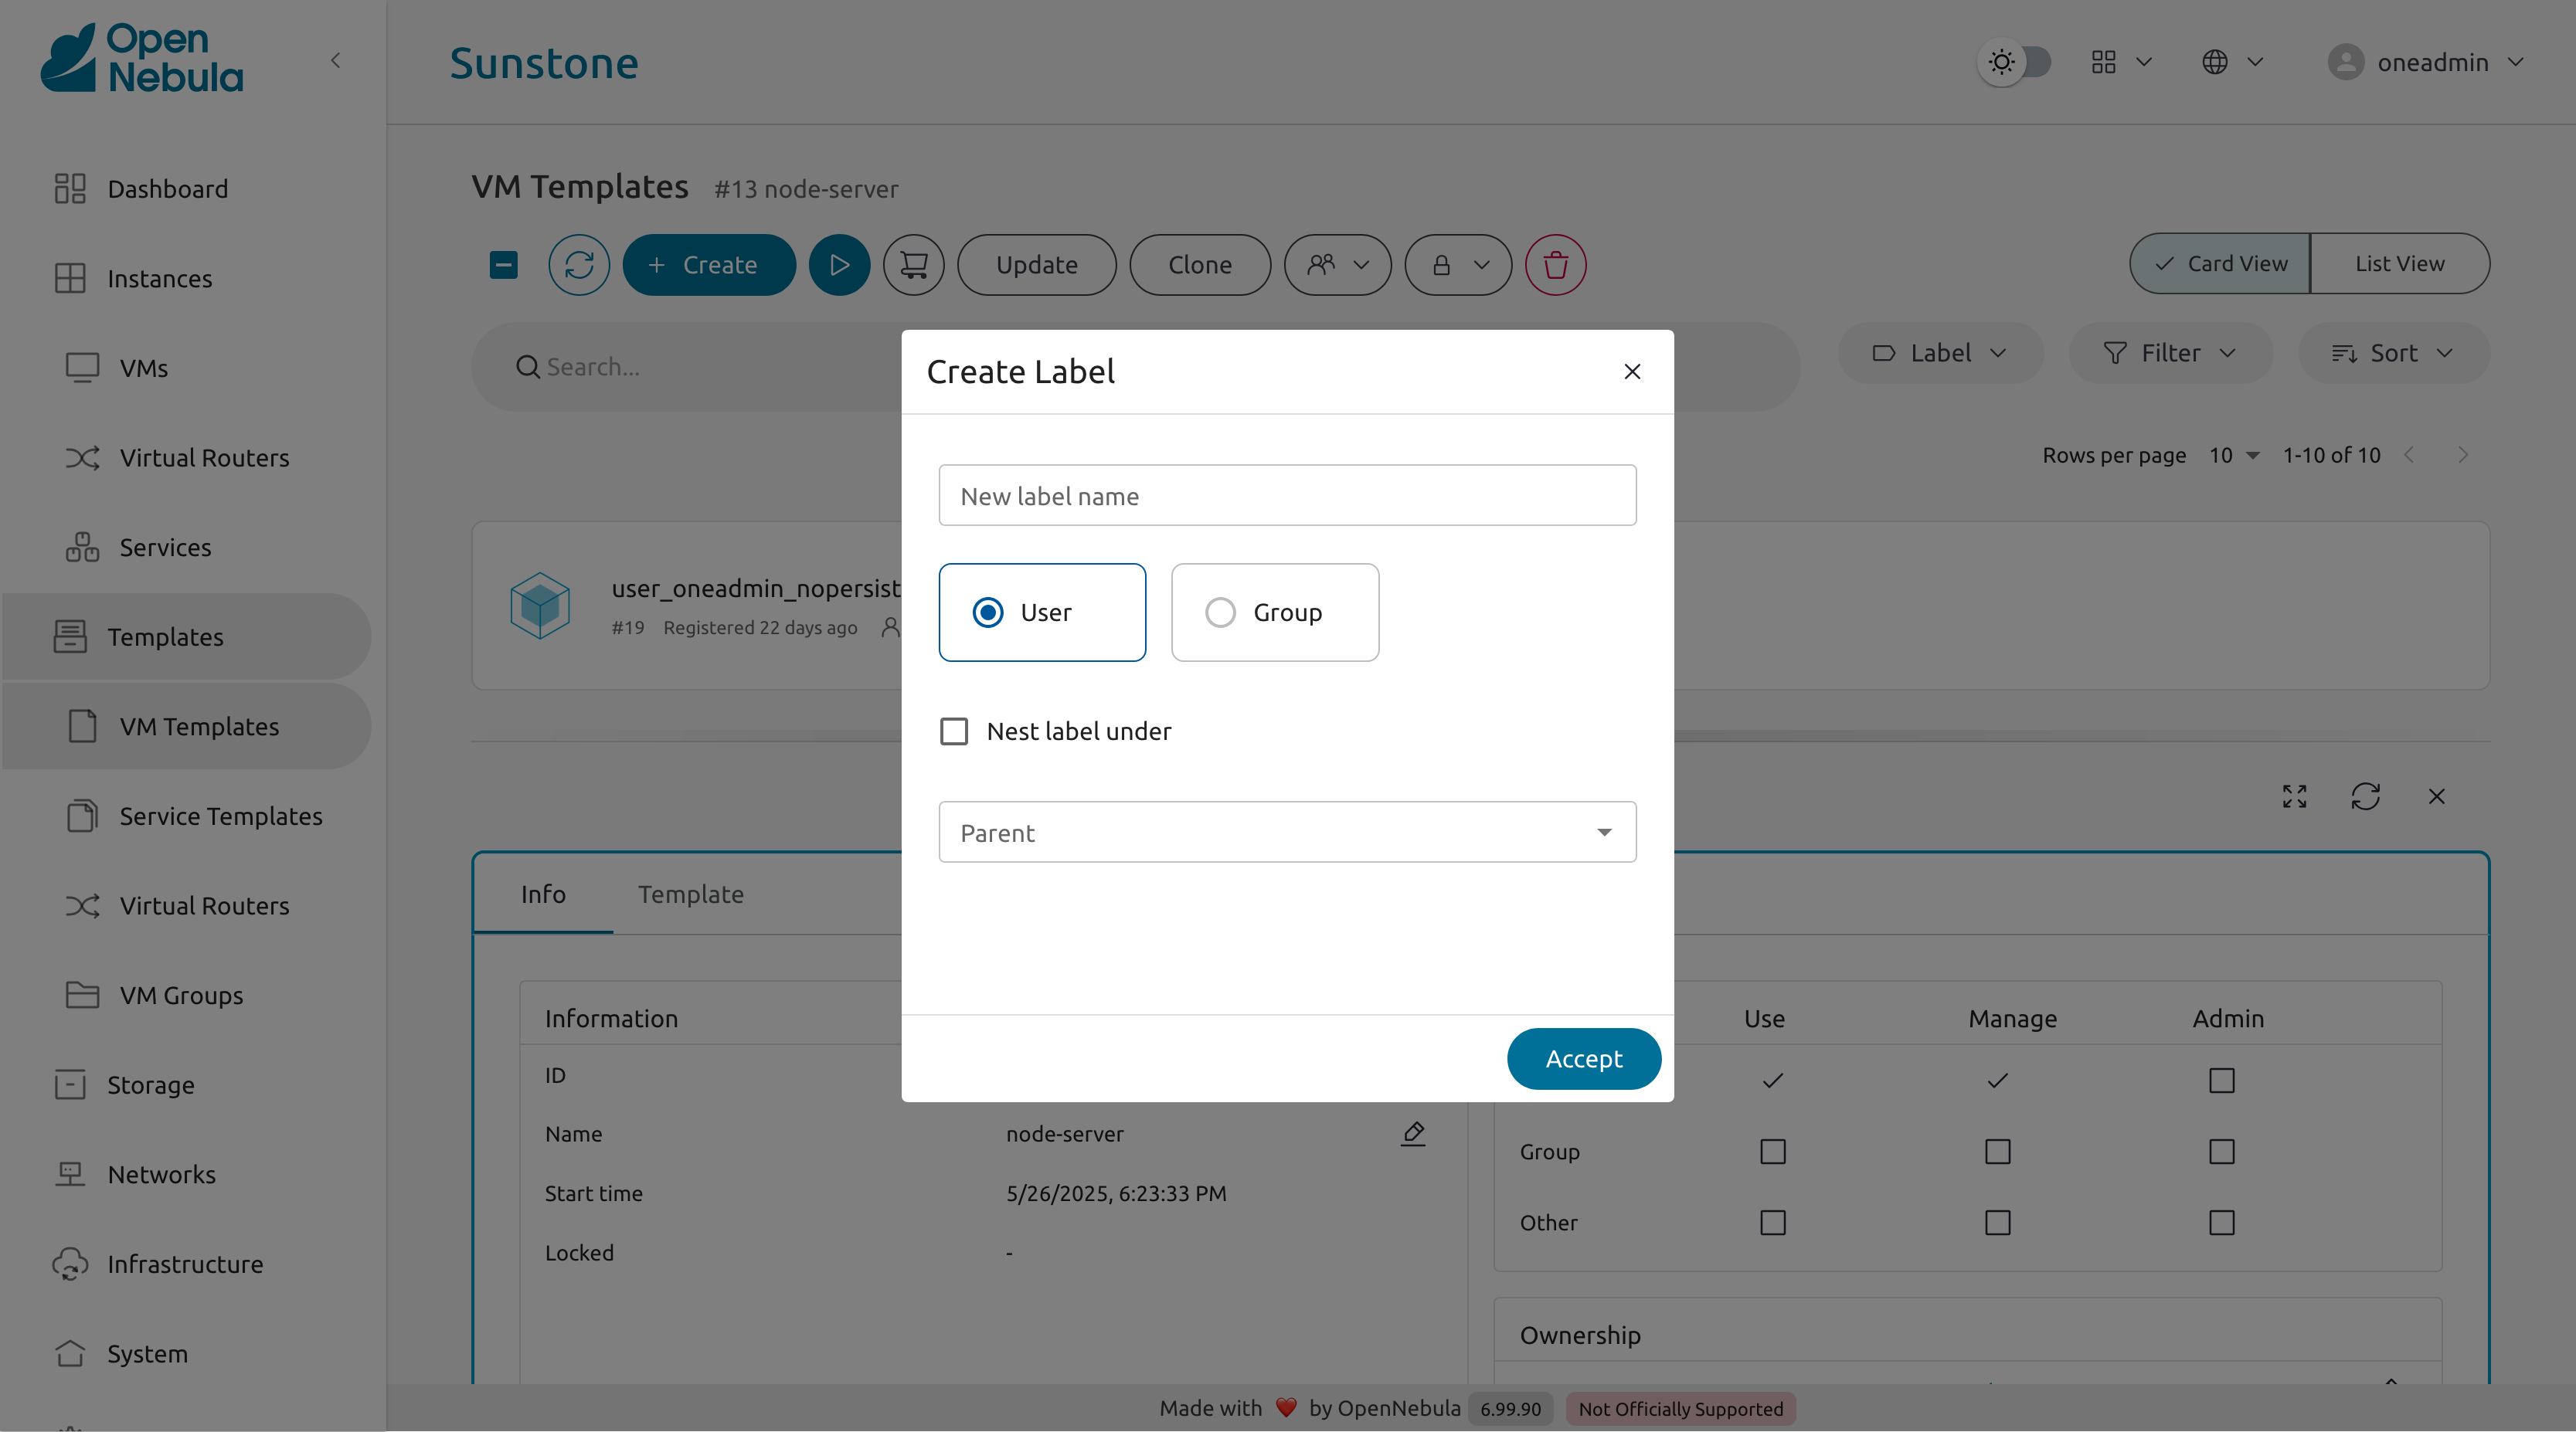 Open
Nebula
Sunstone
oneadmin
Dashboard
Instances
VMs
Virtual Routers
Services
Templates
VM Templates
Service Templates
Virtual Routers
VM Groups
Storage
Networks
Infrastructure
System
VM Templates #13 node-server
+ Create
Update
Clone
Card View
List View
Search...
Label
Filter
Sort
Rows per page 10 1-10 of 10
user_oneadmin_nopersist
#19 Registered 22 days ago
Create Label
New label name
User
Group
Nest label under
Parent
Accept
Info
Template
Information
ID
Name node-server
Start time 5/26/2025, 6:23:33 PM
Locked -
Use Manage Admin
Group
Other
Ownership
Made with ❤️ by OpenNebula 6.99.90 Not Officially Supported